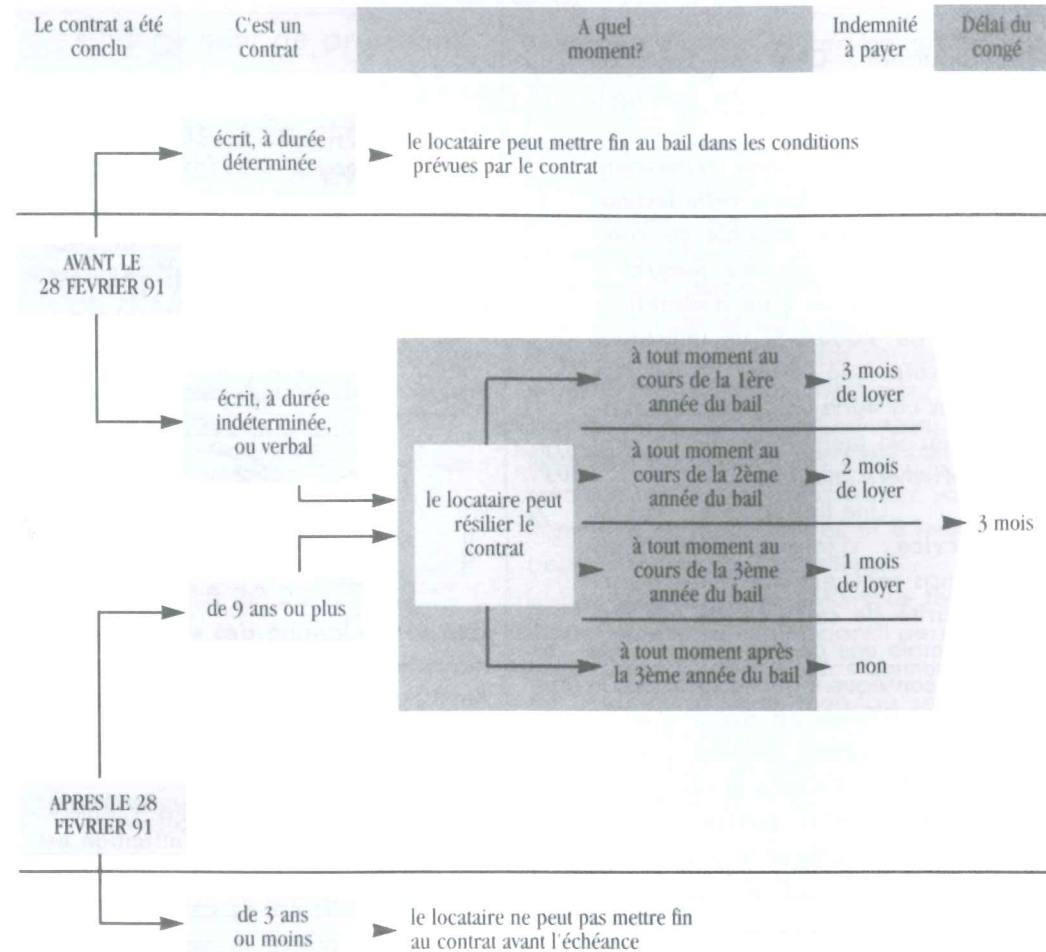 Le contrat a été
conclu
C'est un
contrat
A quel
moment?
Indemnité
à payer
Délai du
congé
écrit, à durée
déterminée
le locataire peut mettre fin au bail dans les conditions
prévues par le contrat
AVANT LE
28 FEVRIER 91
écrit, à durée
indéterminée,
ou verbal
le locataire peut
résilier le
contrat
à tout moment au
cours de la 1ère
année du bail
3 mois
de loyer
à tout moment au
cours de la 2ème
année du bail
2 mois
de loyer
à tout moment au
cours de la 3ème
année du bail
1 mois
de loyer
à tout moment après
la 3ème année du bail
non
3 mois
de 9 ans ou plus
APRES LE 28
FEVRIER 91
de 3 ans
ou moins
le locataire ne peut pas mettre fin
au contrat avant l'échéance